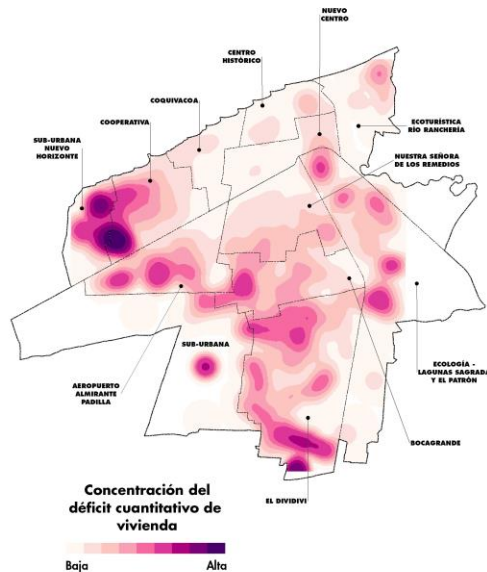 NUEVO
CENTRO
CENTRO
HISTÓRICO
COQUIVACOA
COOPERATIVA
SUB-URBANA
NUEVO
HORIZONTE
ECOTURÍSTICA
RÍO RANCHERÍA
NUESTRA SEÑORA
DE LOS REMEDIOS
SUB-URBANA
AEROPUERTO
ALMIRANTE
PADILLA
ECOLOGÍA -
LAGUNAS SAGRADA
Y EL PATRÓN
BOCAGRANDE
EL DIVIDIVI
Concentración del
déficit cuantitativo de
vivienda
Baja Alta